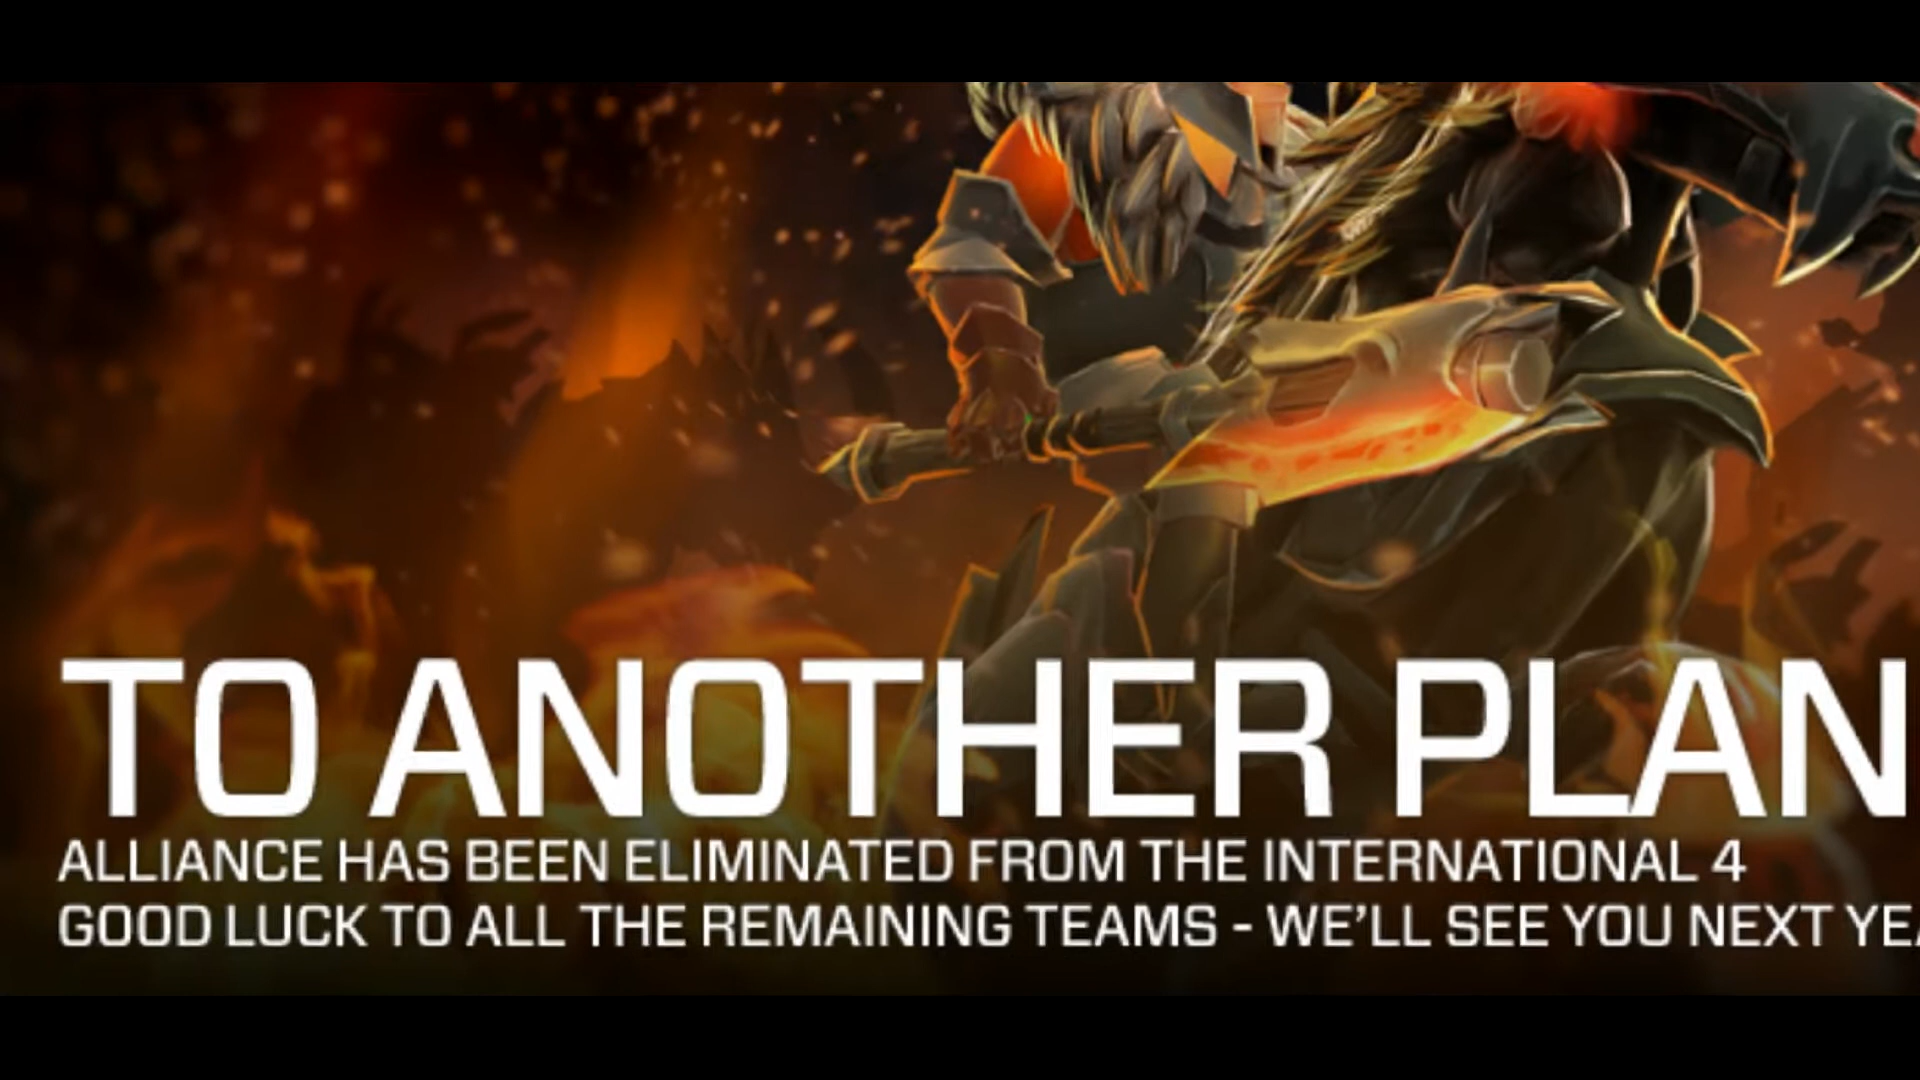 TO ANOTHER PLAN
ALLIANCE HAS BEEN ELIMINATED FROM THE INTERNATIONAL 4
GOOD LUCK TO ALL THE REMAINING TEAMS - WE'LL SEE YOU NEXT YEA